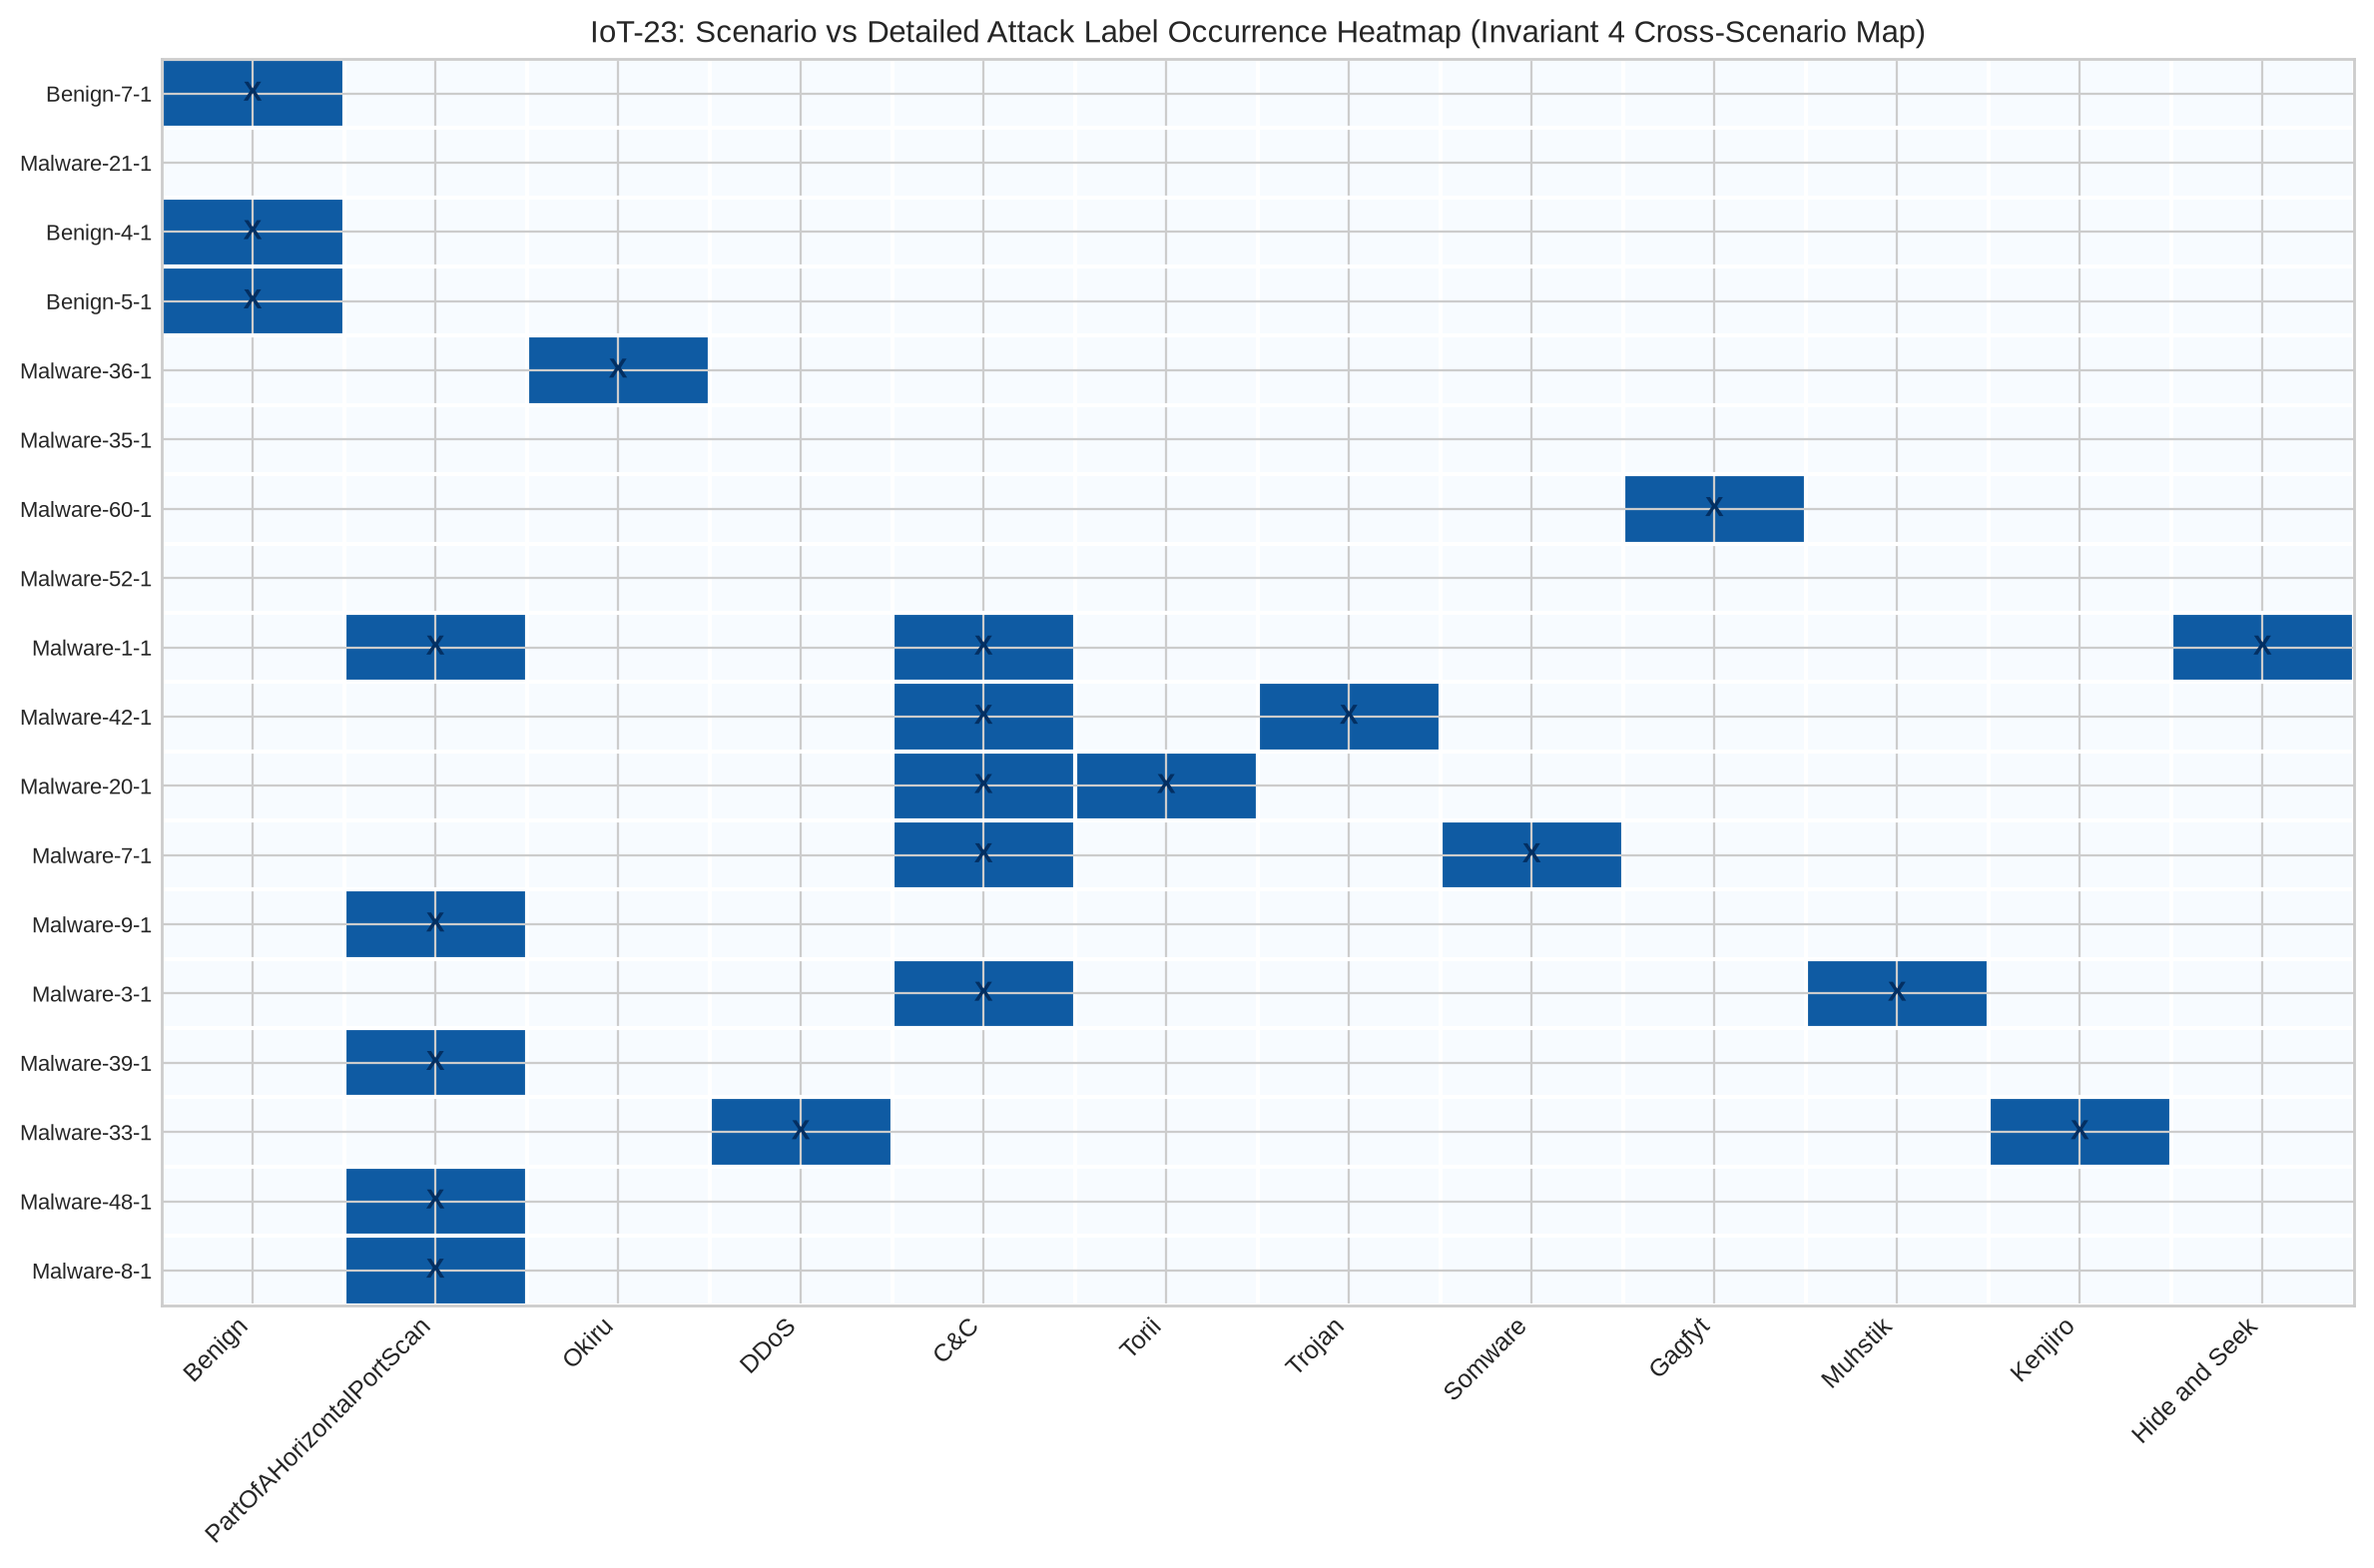 IoT-23: Scenario vs Detailed Attack Label Occurrence Heatmap (Invariant 4 Cross-Scenario Map)
Benign-7-1
X
Malware-21-1
Benign-4-1
X
Benign-5-1
X
Malware-36-1
X
Malware-35-1
Malware-60-1
X
Malware-52-1
Malware-1-1
X X X
Malware-42-1
X X
Malware-20-1
X X
Malware-7-1
X X
Malware-9-1
X
Malware-3-1
X X
Malware-39-1
X
Malware-33-1
X X
Malware-48-1
X
Malware-8-1
X
Benign
PartOfAHorizontalPortScan
Okiru
DDoS
C&C
Torii
Trojan
Somware
Gagfyt
Muhstik
Kenjiro
Hide and Seek